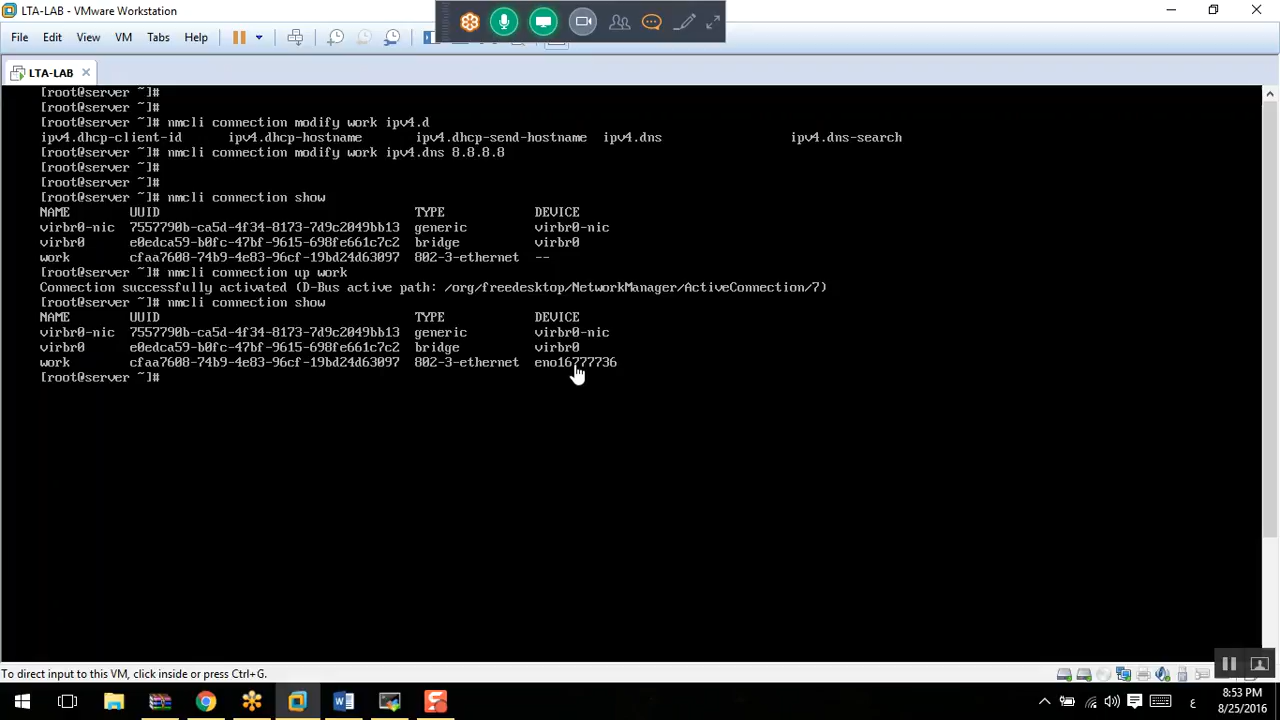 LTA-LAB - VMware Workstation
File Edit View VM Tabs Help
LTA-LAB
[root@server ~]#
[root@server ~]#
[root@server ~]# nmcli connection modify work ipv4.d
ipv4.dhcp-client-id ipv4.dhcp-hostname ipv4.dhcp-send-hostname ipv4.dns ipv4.dns-search
[root@server ~]# nmcli connection modify work ipv4.dns 8.8.8.8
[root@server ~]#
[root@server ~]#
[root@server ~]# nmcli connection show
NAME UUID TYPE DEVICE
virbr0-nic 7557790b-ca5d-4f34-8173-7d9c2049bb13 generic virbr0-nic
virbr0 e0edca59-b0fc-47bf-9615-698fe661c7c2 bridge virbr0
work cfaa7608-74b9-4e83-96cf-19bd24d63097 802-3-ethernet --
[root@server ~]# nmcli connection up work
Connection successfully activated (D-Bus active path: /org/freedesktop/NetworkManager/ActiveConnection/7)
[root@server ~]# nmcli connection show
NAME UUID TYPE DEVICE
virbr0-nic 7557790b-ca5d-4f34-8173-7d9c2049bb13 generic virbr0-nic
virbr0 e0edca59-b0fc-47bf-9615-698fe661c7c2 bridge virbr0
work cfaa7608-74b9-4e83-96cf-19bd24d63097 802-3-ethernet eno16777736
[root@server ~]#
To direct input to this VM, click inside or press Ctrl+G.
ع
8:53 PM
8/25/2016